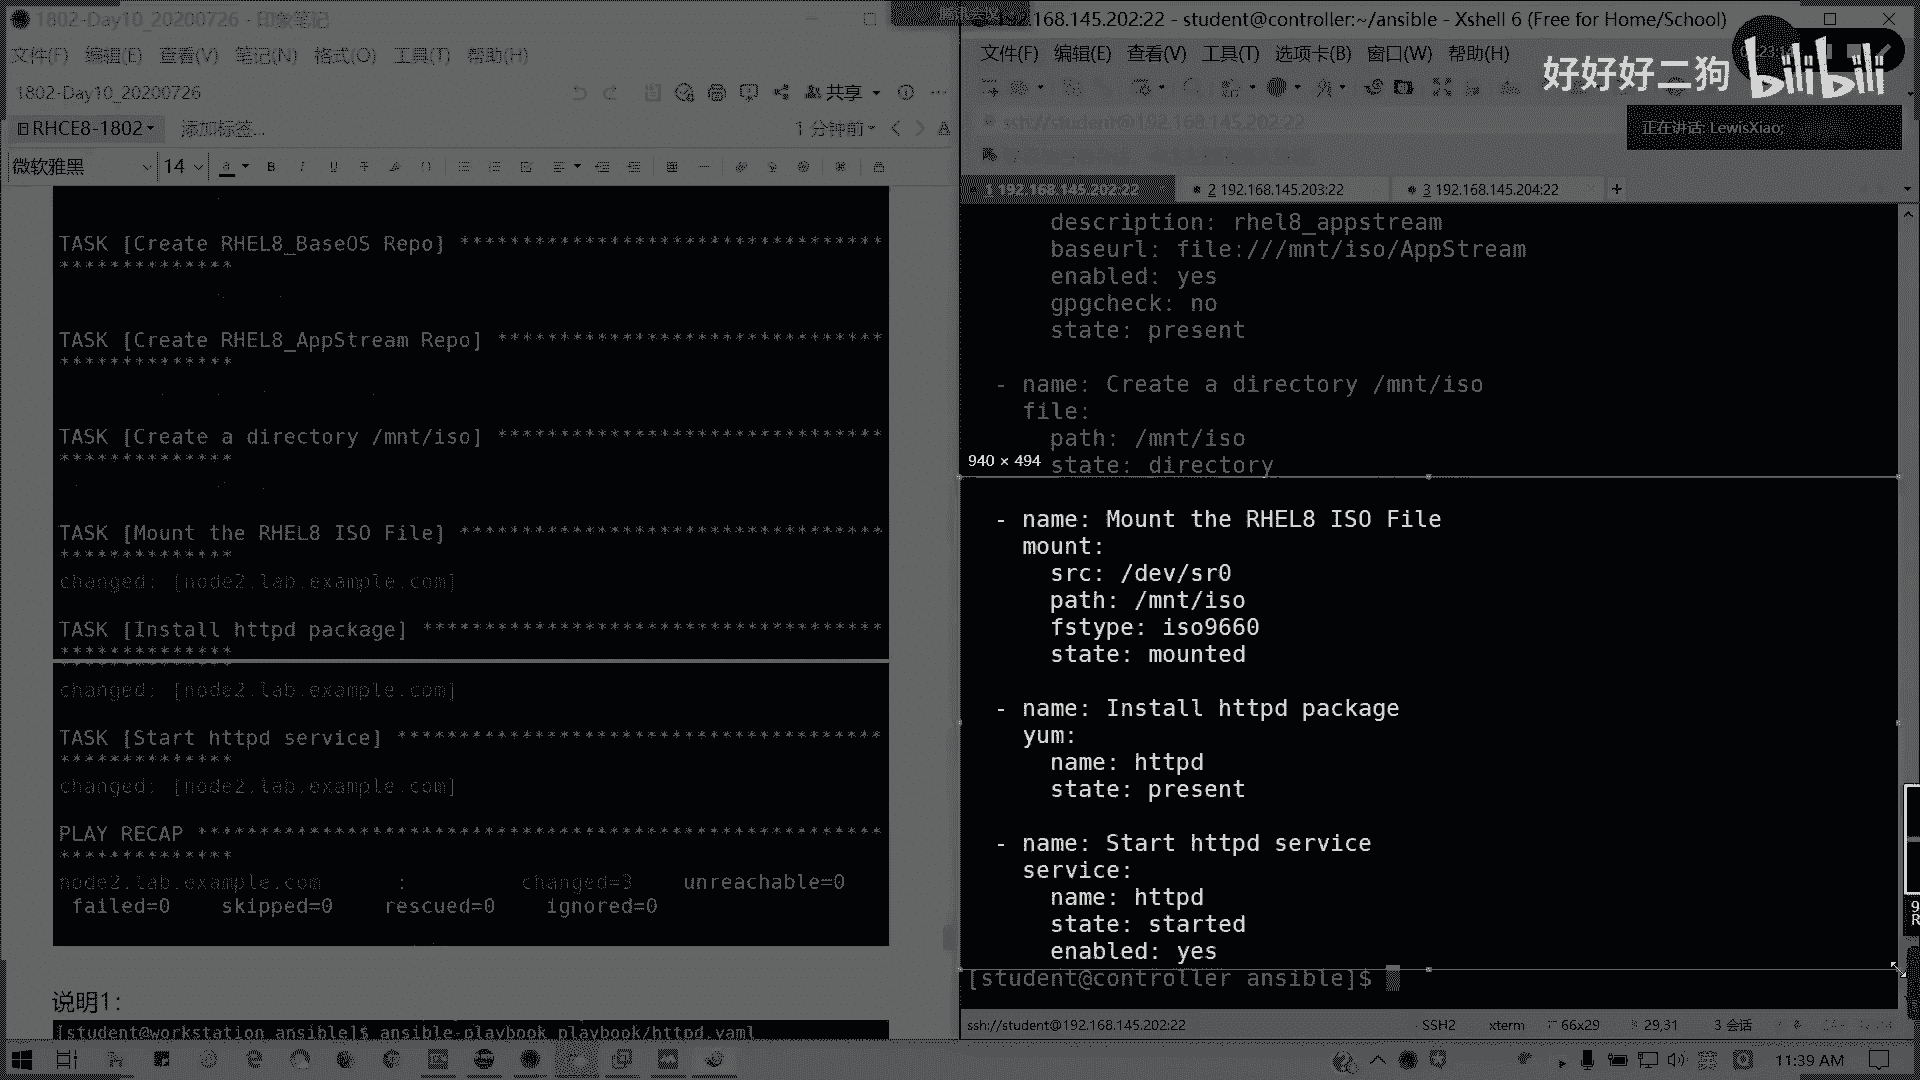 1802-Day10_20200726 - 印象笔记
文件(F) 编辑(E) 查看(V) 笔记(N) 格式(O) 工具(T) 帮助(H)
1802-Day10_20200726
共享
RHCE8-1802
添加标签...
1 分钟前
微软雅黑
14
TASK [Create RHEL8_BaseOS Repo] **********************************
**************
TASK [Create RHEL8_AppStream Repo] *******************************
**************
TASK [Create a directory /mnt/iso] *******************************
**************
TASK [Mount the RHEL8 ISO File] **********************************
**************
changed: [node2.lab.example.com]
TASK [Install httpd package] *************************************
**************
changed: [node2.lab.example.com]
TASK [Start httpd service] ***************************************
**************
changed: [node2.lab.example.com]
PLAY RECAP *******************************************************
**************
node2.lab.example.com : changed=3 unreachable=0
failed=0 skipped=0 rescued=0 ignored=0
说明1:
[student@workstation ansible]$ ansible-playbook playbook/httpd.yaml
192.168.145.202:22 - student@controller:~/ansible - Xshell 6 (Free for Home/School)
文件(F) 编辑(E) 查看(V) 工具(T) 选项卡(B) 窗口(W) 帮助(H)
好好好二狗 bilibili
ssh://student@192.168.145.202:22
正在讲话: LewisXiao;
1 192.168.145.202:22
2 192.168.145.203:22
3 192.168.145.204:22
description: rhel8_appstream
baseurl: file:///mnt/iso/AppStream
enabled: yes
gpgcheck: no
state: present
- name: Create a directory /mnt/iso
file:
path: /mnt/iso
940 × 494
state: directory
- name: Mount the RHEL8 ISO File
mount:
src: /dev/sr0
path: /mnt/iso
fstype: iso9660
state: mounted
- name: Install httpd package
yum:
name: httpd
state: present
- name: Start httpd service
service:
name: httpd
state: started
enabled: yes
[student@controller ansible]$
ssh://student@192.168.145.202:22
SSH2 xterm 66x29 29,31 3 会话
11:39 AM